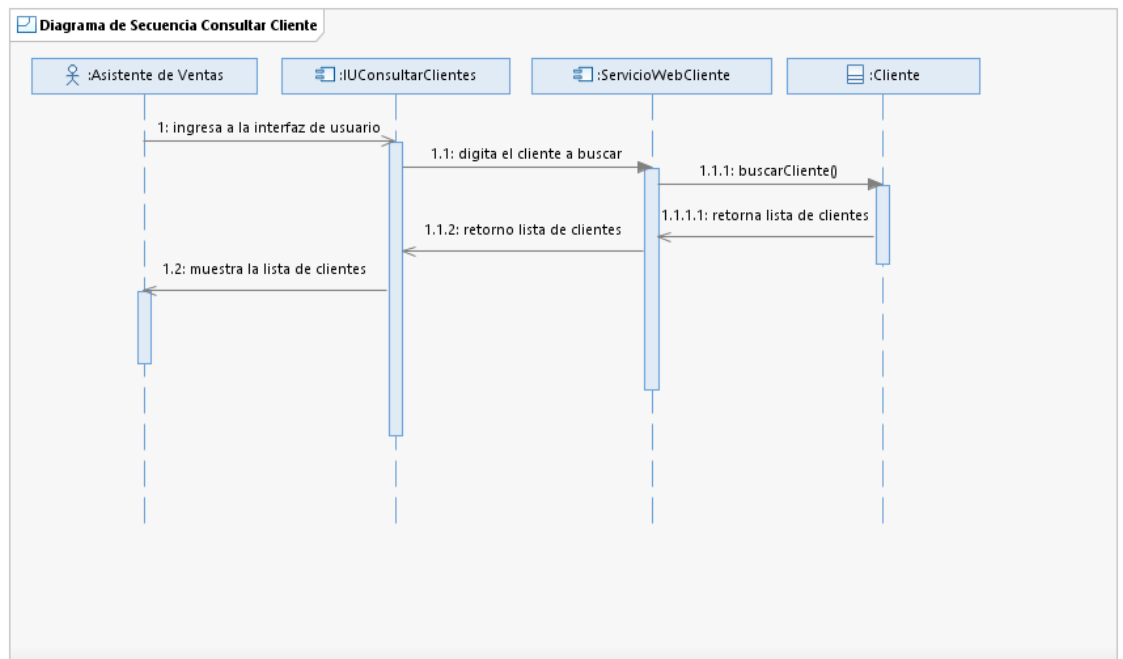 Diagrama de Secuencia Consultar Cliente
:Asistente de Ventas
:IUConsultarClientes
:ServicioWebCliente
:Cliente
1: ingresa a la interfaz de usuario
1.1: digita el cliente a buscar
1.1.1: buscarCliente()
1.1.1.1: retorna lista de clientes
1.1.2: retorno lista de clientes
1.2: muestra la lista de clientes